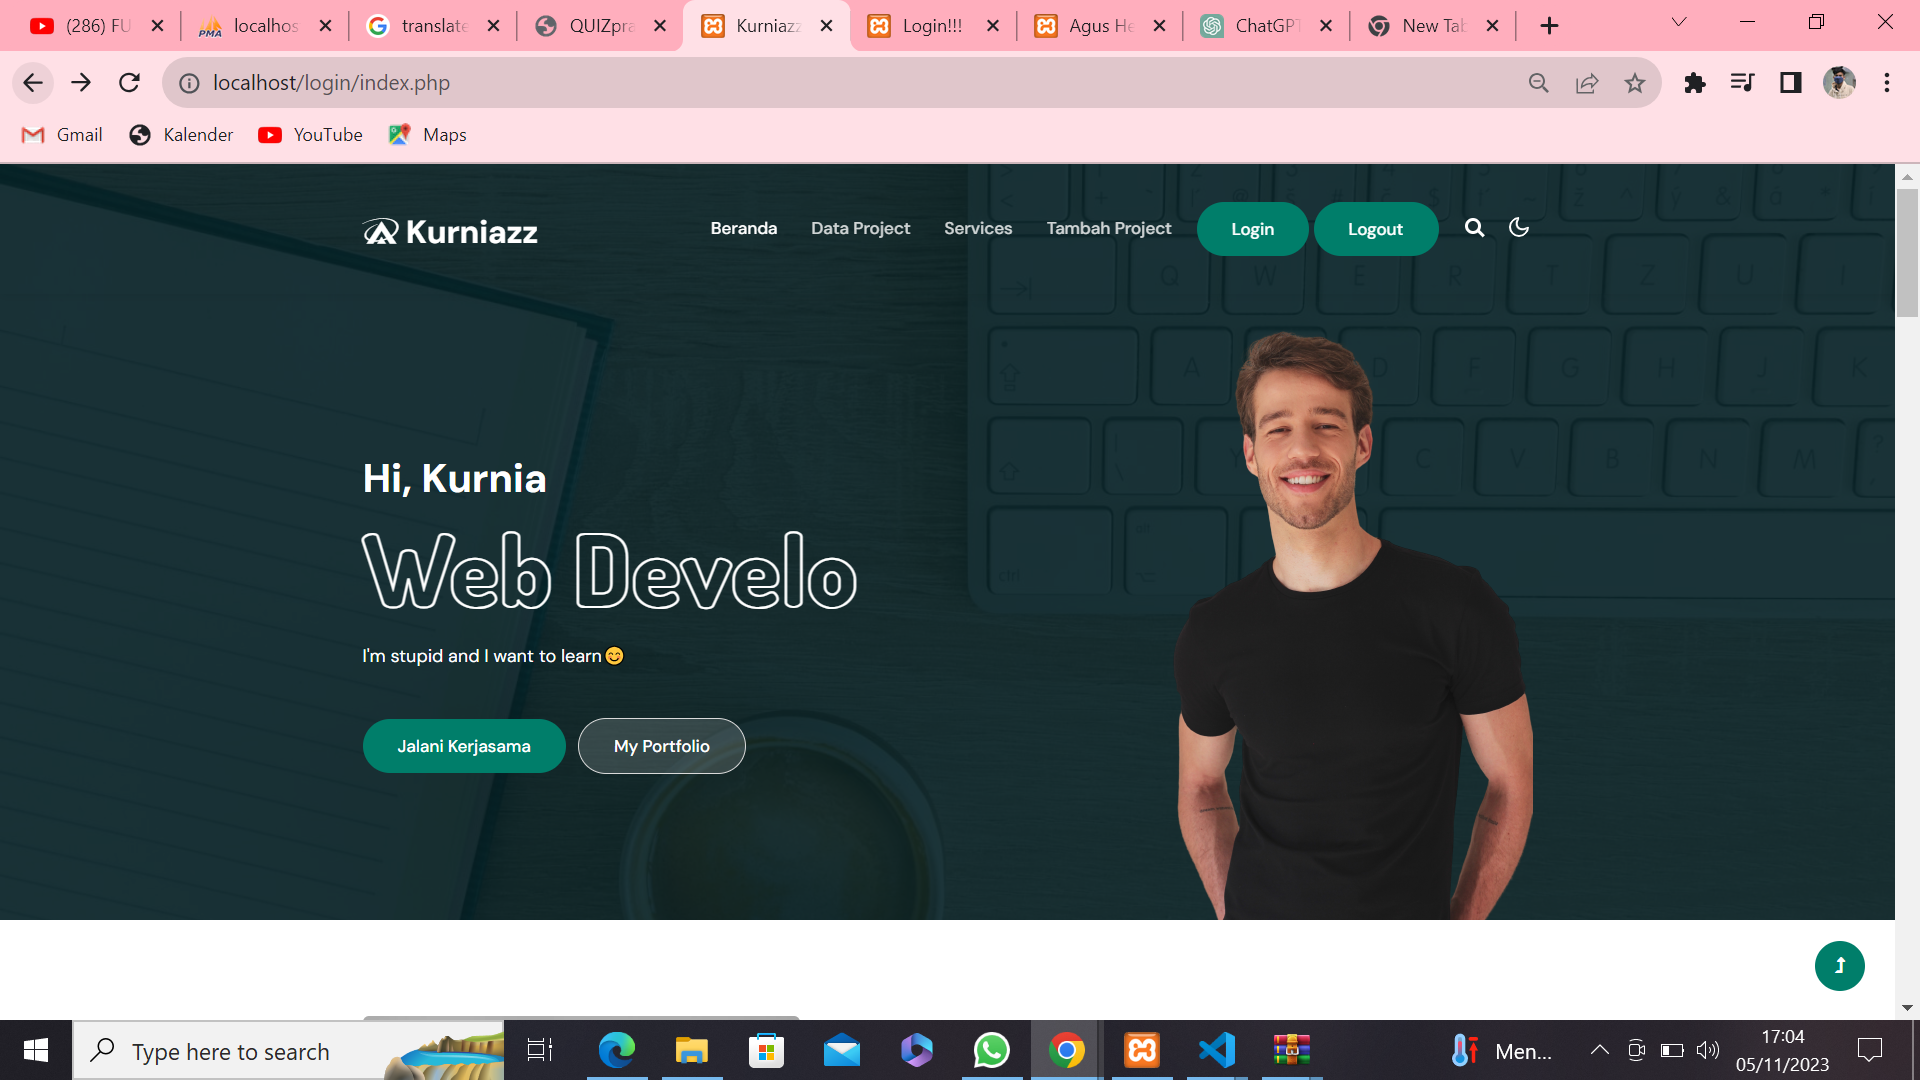 (286) FU
localhos
translate
QUIZpra
Kurniazz
Login!!!
Agus He
ChatGPT
New Tab
localhost/login/index.php
Gmail
Kalender
YouTube
Maps
Kurniazz
Beranda
Data Project
Services
Tambah Project
Login
Logout
Hi, Kurnia
Web Develo
I'm stupid and I want to learn😊
Jalani Kerjasama
My Portfolio
Type here to search
Men...
17:04
05/11/2023